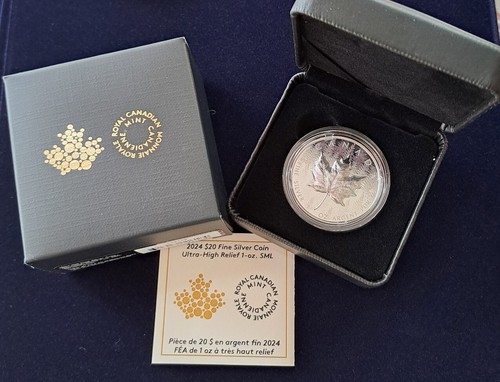 ROYAL CANADIAN MINT
MONNAIE ROYALE CANADIENNE
CANADA
2024 $20 Fine Silver Coin
Ultra-High Relief 1-oz. SML
ROYAL CANADIAN MINT
MONNAIE ROYALE CANADIENNE
Pièce de 20 $ en argent fin 2024
FÉA de 1 oz à très haut relief